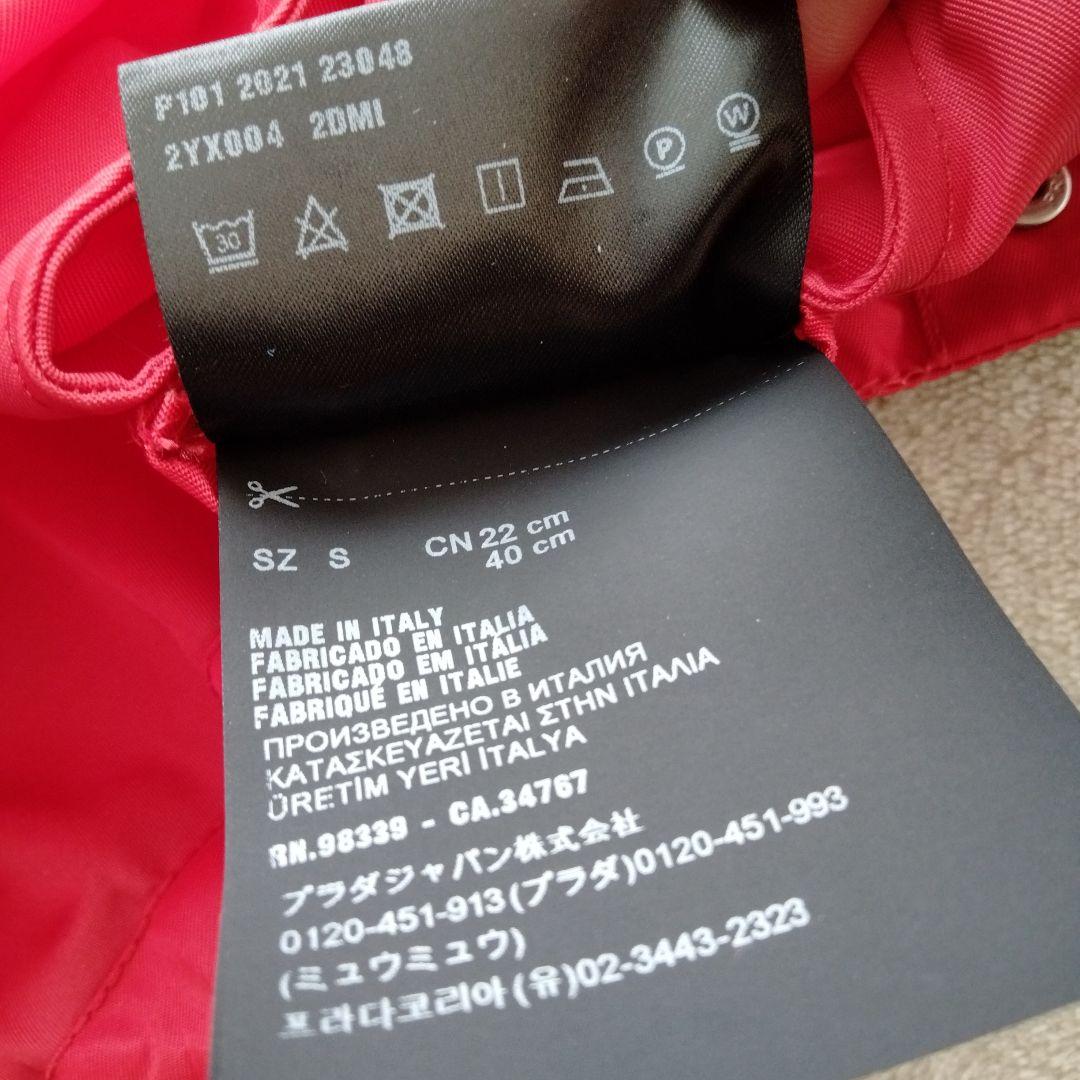 P101 2021 23048
2YX004 2DMI
30 P W
SZ S CN 22 cm
40 cm
MADE IN ITALY
FABRICADO EN ITALIA
FABRICADO EM ITÁLIA
FABRIQUÉ EN ITALIE
ПРОИЗВЕДЕНО В ИТАЛИЯ
ΚΑΤΑΣΚΕΥΑΖΕΤΑΙ ΣΤΗΝ ΙΤΑΛΙΑ
ÜRETİM YERİ İTALYA
RN.98339 - CA.34767
プラダジャパン株式会社
0120-451-913(プラダ)0120-451-993
(ミュウミュウ)
프라다코리아(유)02-3443-2323